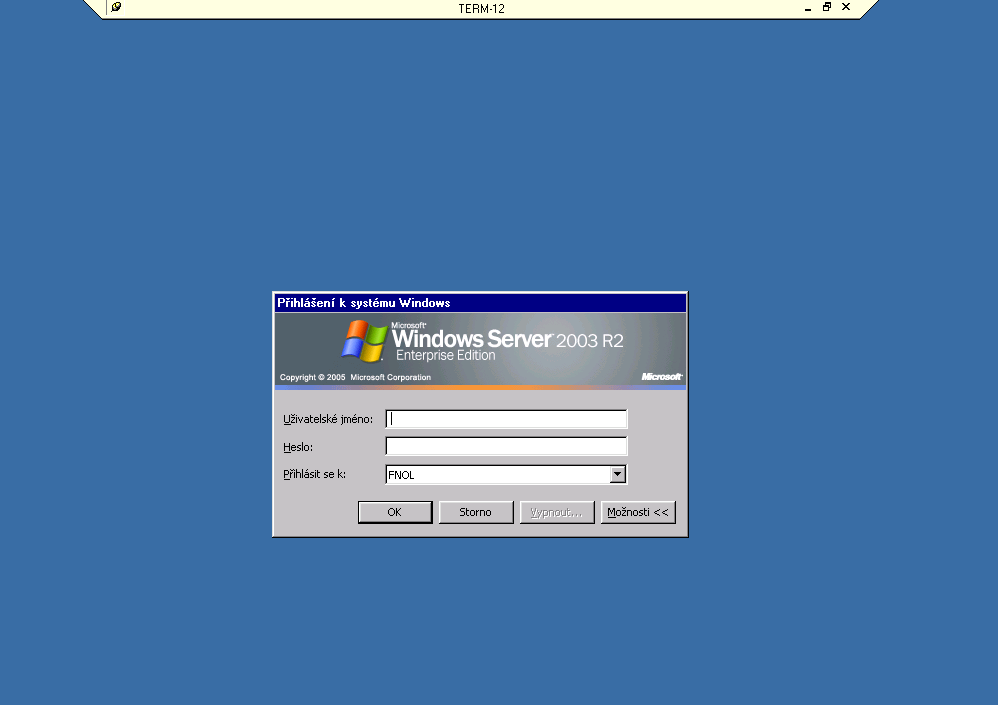 TERM-12
Přihlášení k systému Windows
Microsoft
Windows Server 2003 R2
Enterprise Edition
Copyright © 2005 Microsoft Corporation
Microsoft
Uživatelské jméno:
Heslo:
Přihlásit se k:
FNOL
OK
Storno
Vypnout...
Možnosti <<